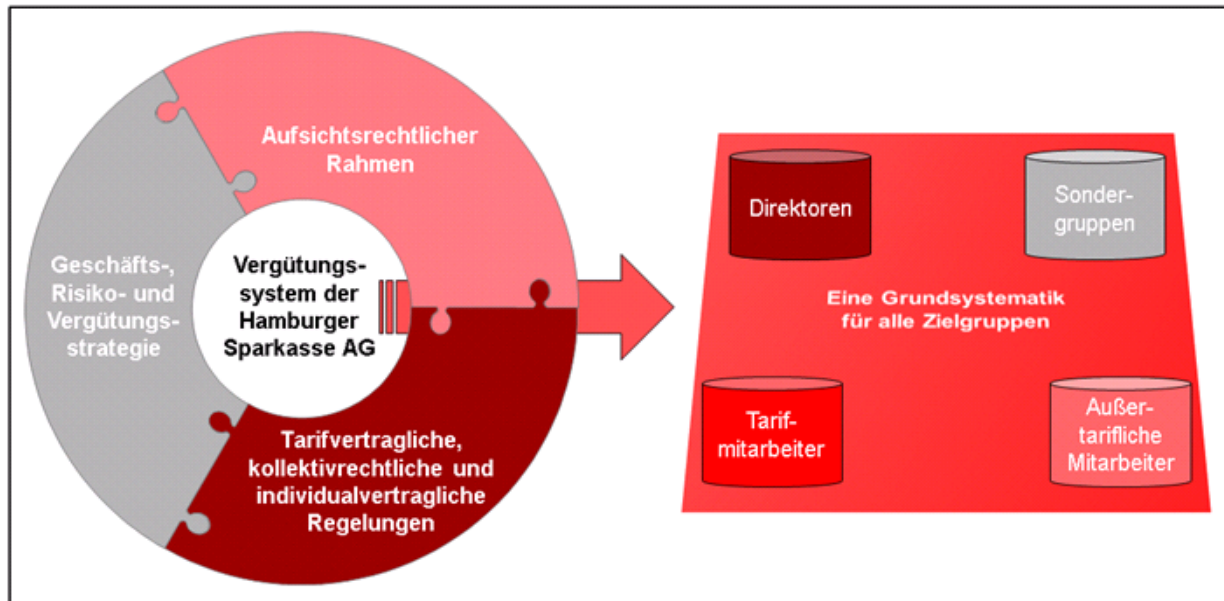 Aufsichtsrechtlicher
Rahmen
Geschäfts-,
Risiko- und
Vergütungs-
strategie
Vergütungs-
system der
Hamburger
Sparkasse AG
Tarifvertragliche,
kollektivrechtliche und
individualvertragliche
Regelungen
Direktoren
Sonder-
gruppen
Eine Grundsystematik
für alle Zielgruppen
Tarif-
mitarbeiter
Außer-
tarifliche
Mitarbeiter